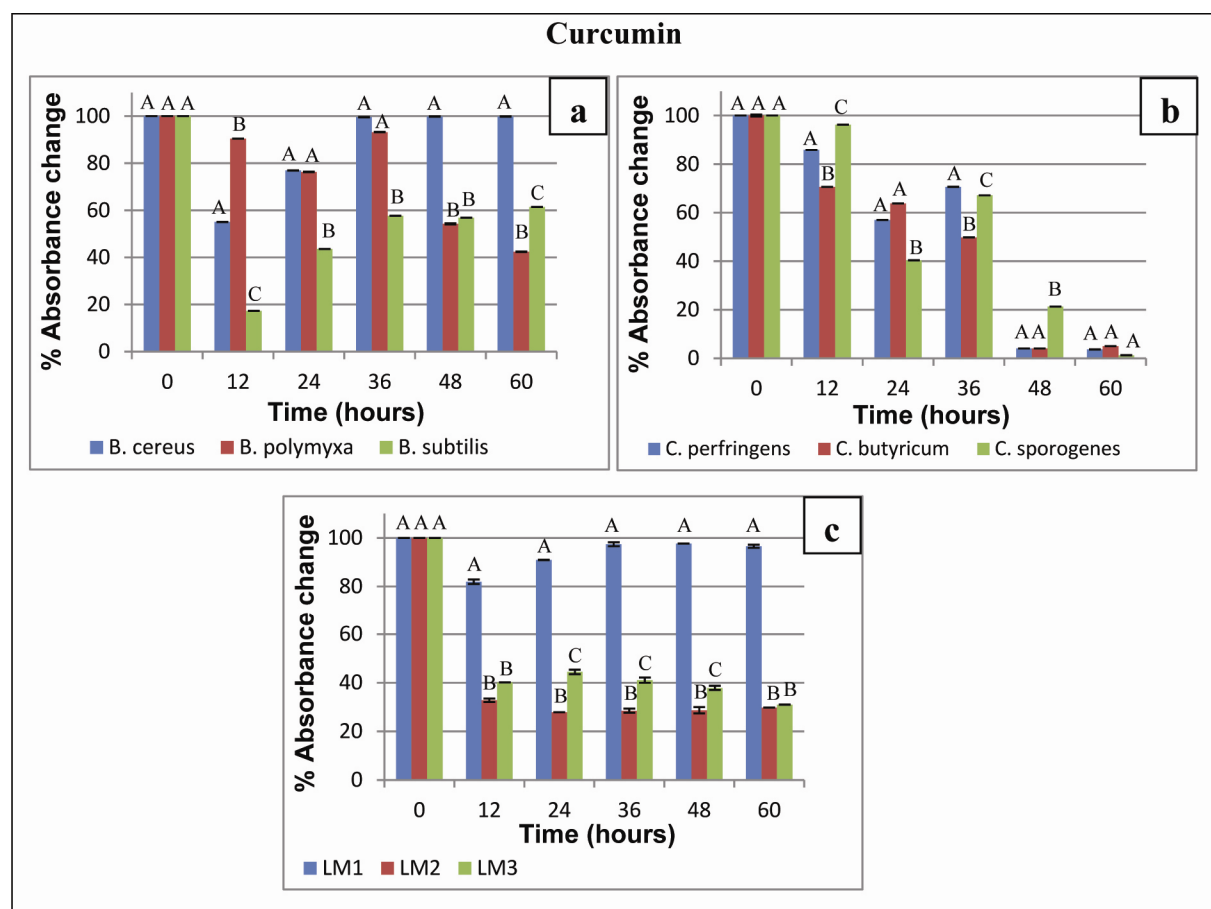 Curcumin
a
% Absorbance change
100
80
60
40
20
0
A A A
A B C
A A B
A A B
A B B
A B C
0 12 24 36 48 60
Time (hours)
B. cereus B. polymyxa B. subtilis
b
% Absorbance change
100
80
60
40
20
0
A A A
A B C
A A B
A B C
A A B
A A A
0 12 24 36 48 60
Time (hours)
C. perfringens C. butyricum C. sporogenes
c
% Absorbance change
100
80
60
40
20
0
A A A
A B B
A B C
A B C
A B C
A B B
0 12 24 36 48 60
Time (hours)
LM1 LM2 LM3